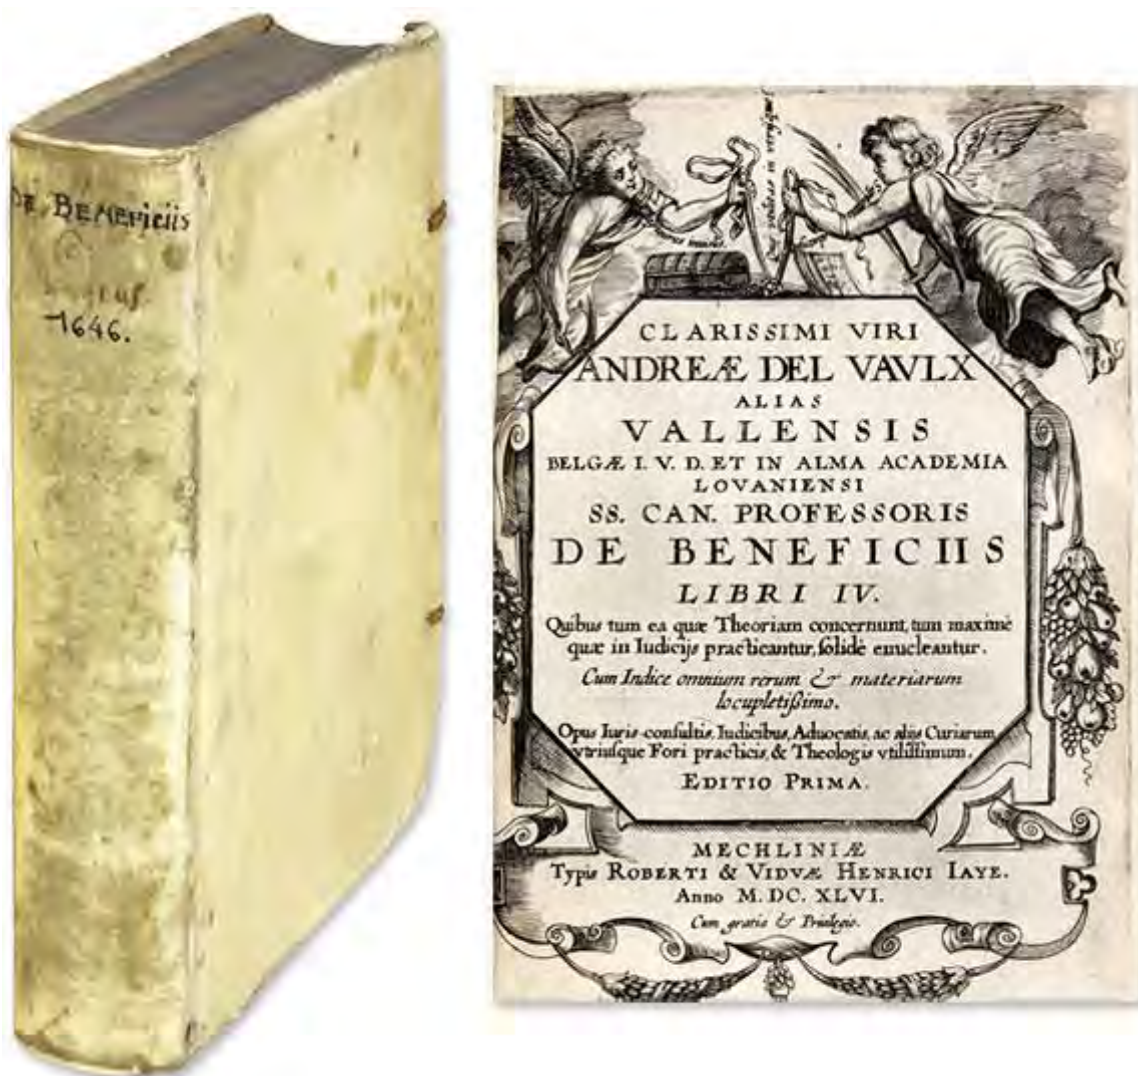 DE BENEFICIIS
1646.
CLARISSIMI VIRI
ANDREÆ DEL VAVLX
ALIAS
VALLENSIS
BELGÆ I. V. D. ET IN ALMA ACADEMIA
LOVANIENSI
SS. CAN. PROFESSORIS
DE BENEFICIIS
LIBRI IV.
Quibus tum ea quæ Theoriam concernunt, tum maximè
quæ in Iudicijs practicantur, ſolidè enucleantur.
Cum Indice omnium rerum & materiarum
locupletißimo.
Opus Iuris-conſultis, Iudicibus, Aduocatis, ac alijs Curiarum
vtriuſque Fori practicis, & Theologis vtiliſſimum.
EDITIO PRIMA.
MECHLINIÆ
Typis ROBERTI & VIDVÆ HENRICI IAYE.
Anno M. DC. XLVI.
Cum gratia & Priuilegio.